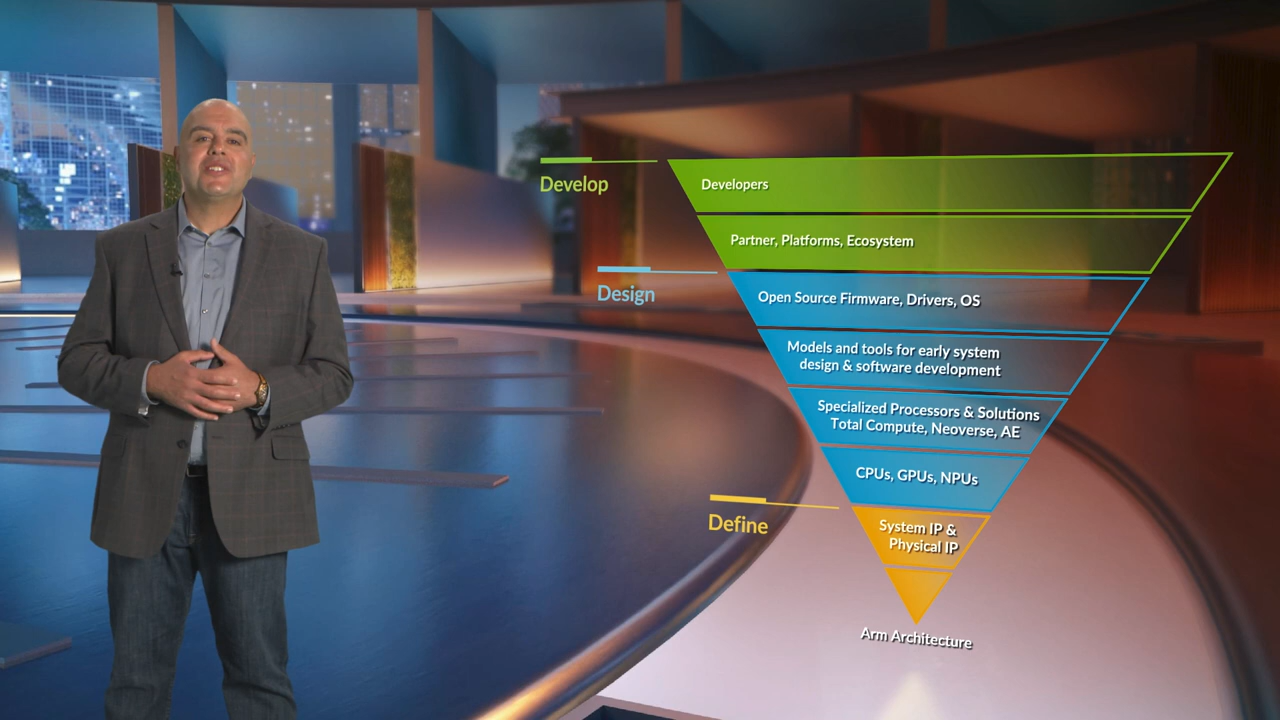 Develop
Developers
Partner, Platforms, Ecosystem
Design
Open Source Firmware, Drivers, OS
Models and tools for early system
design & software development
Specialized Processors & Solutions
Total Compute, Neoverse, AE
CPUs, GPUs, NPUs
Define
System IP &
Physical IP
Arm Architecture